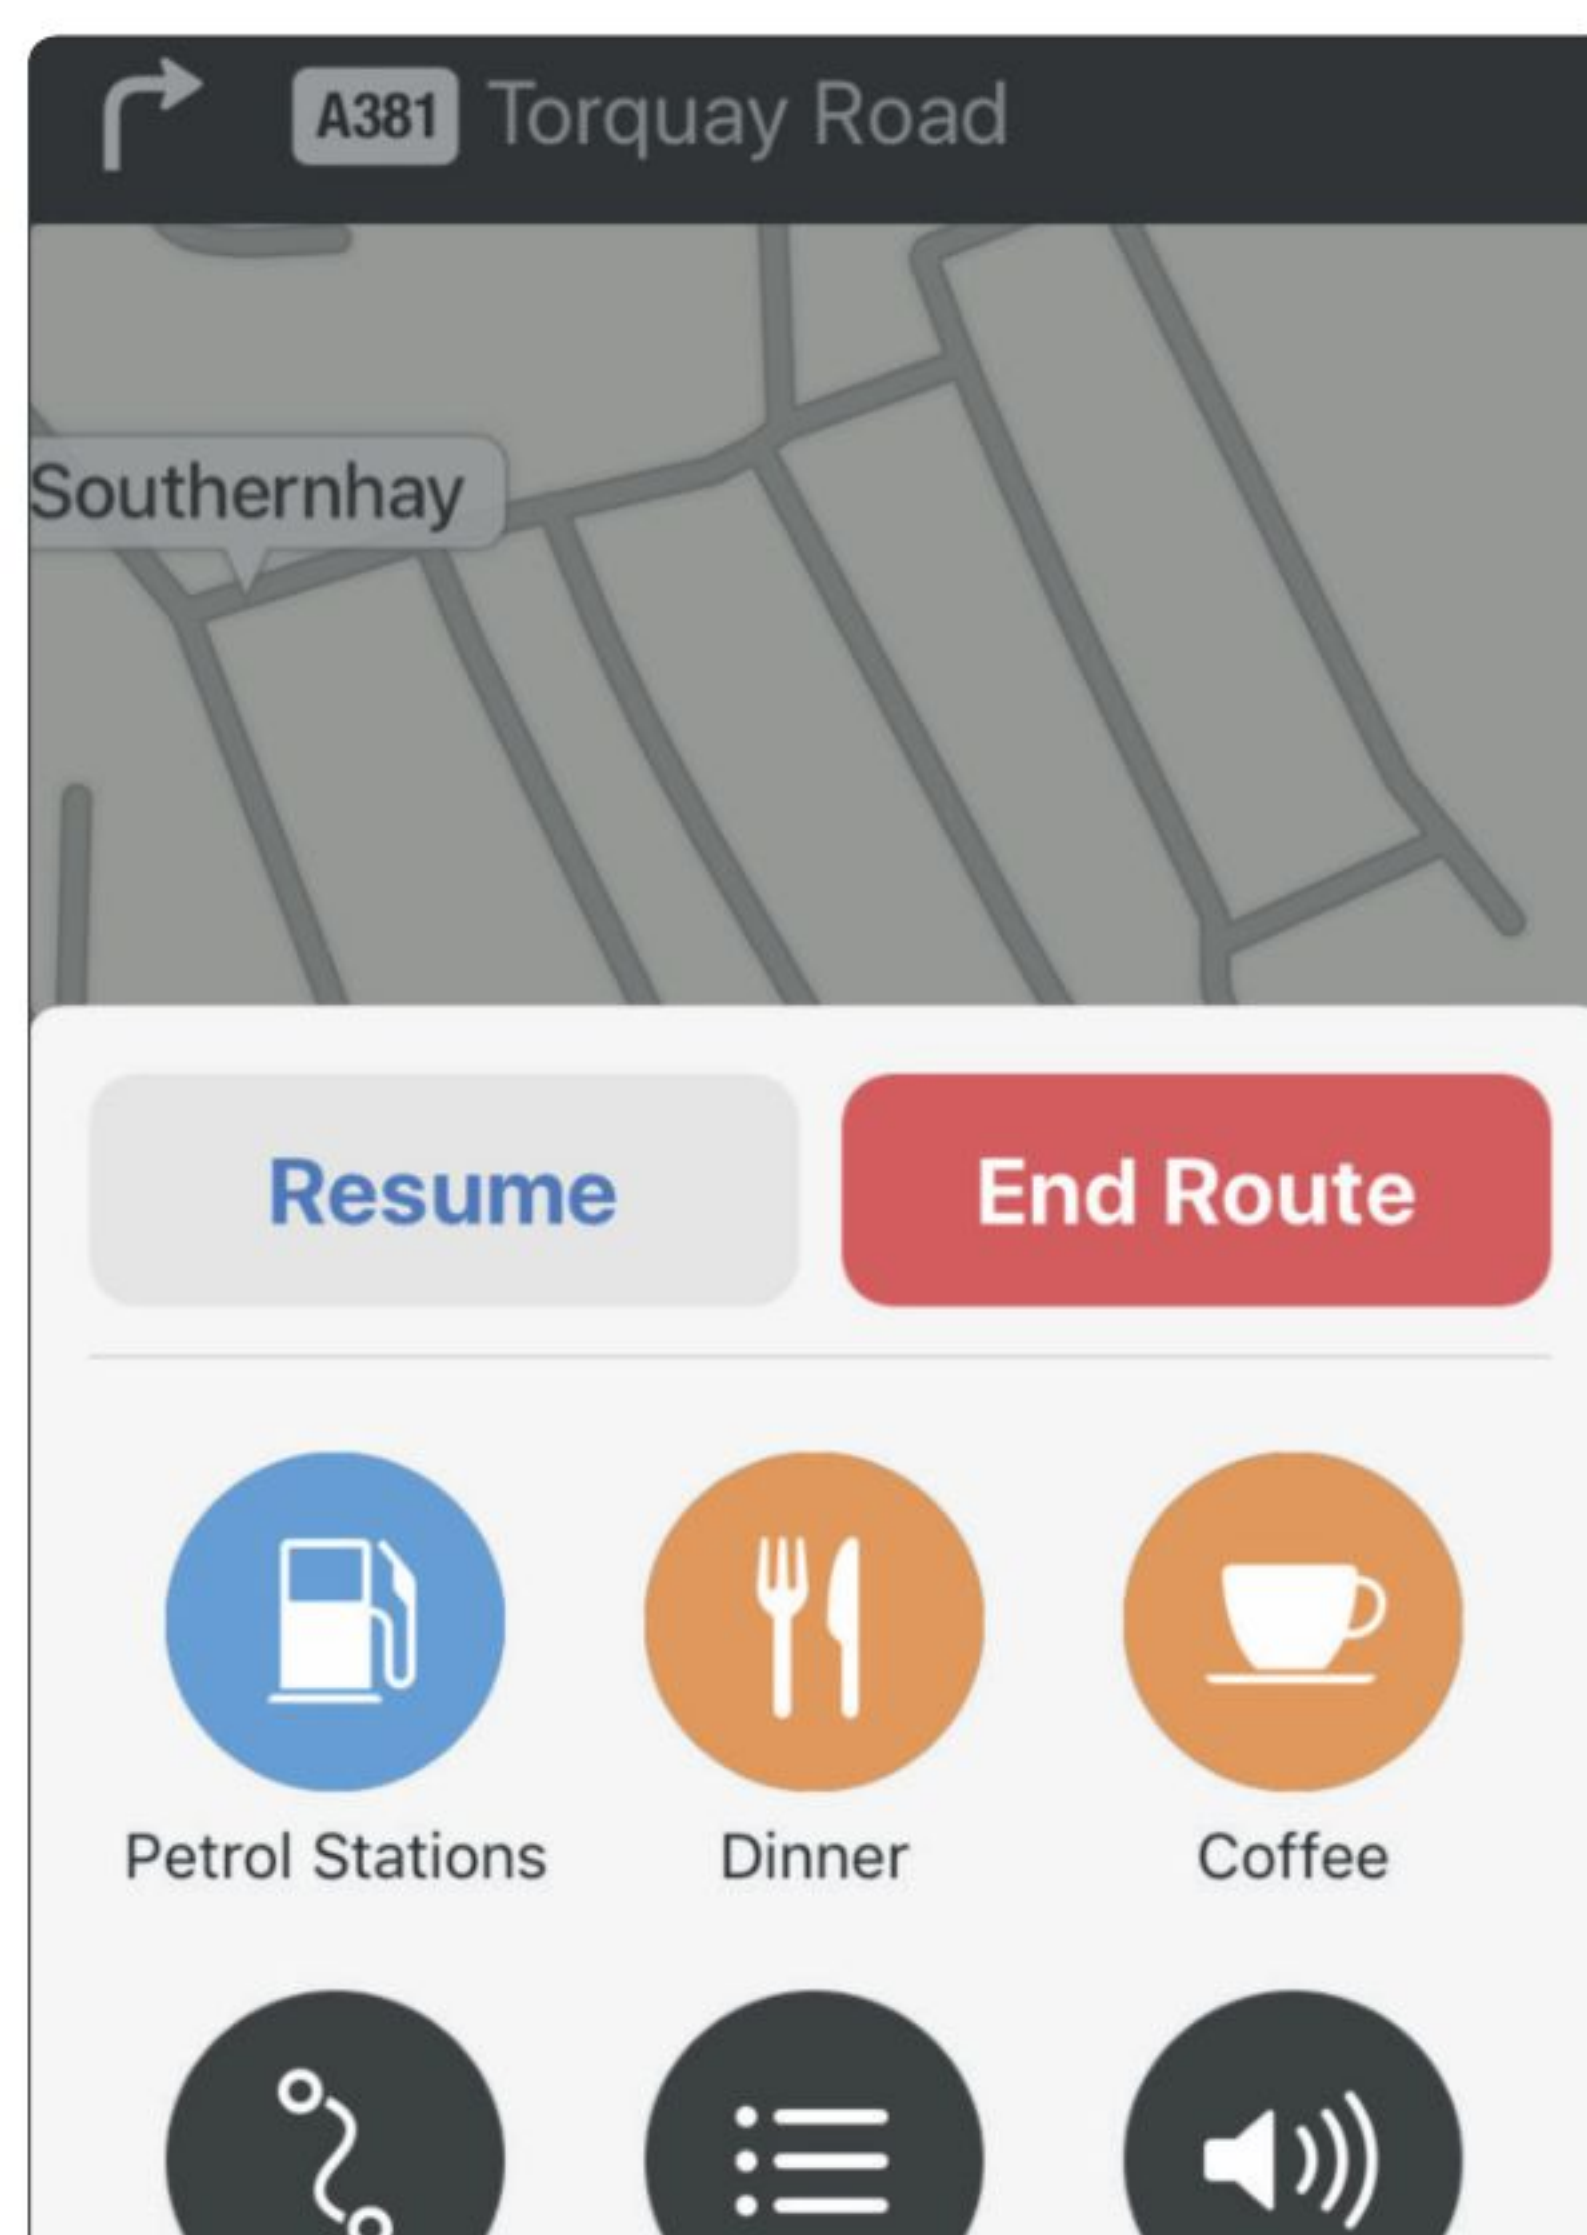 A381 Torquay Road
Southernhay
Resume
End Route
Petrol Stations
Dinner
Coffee